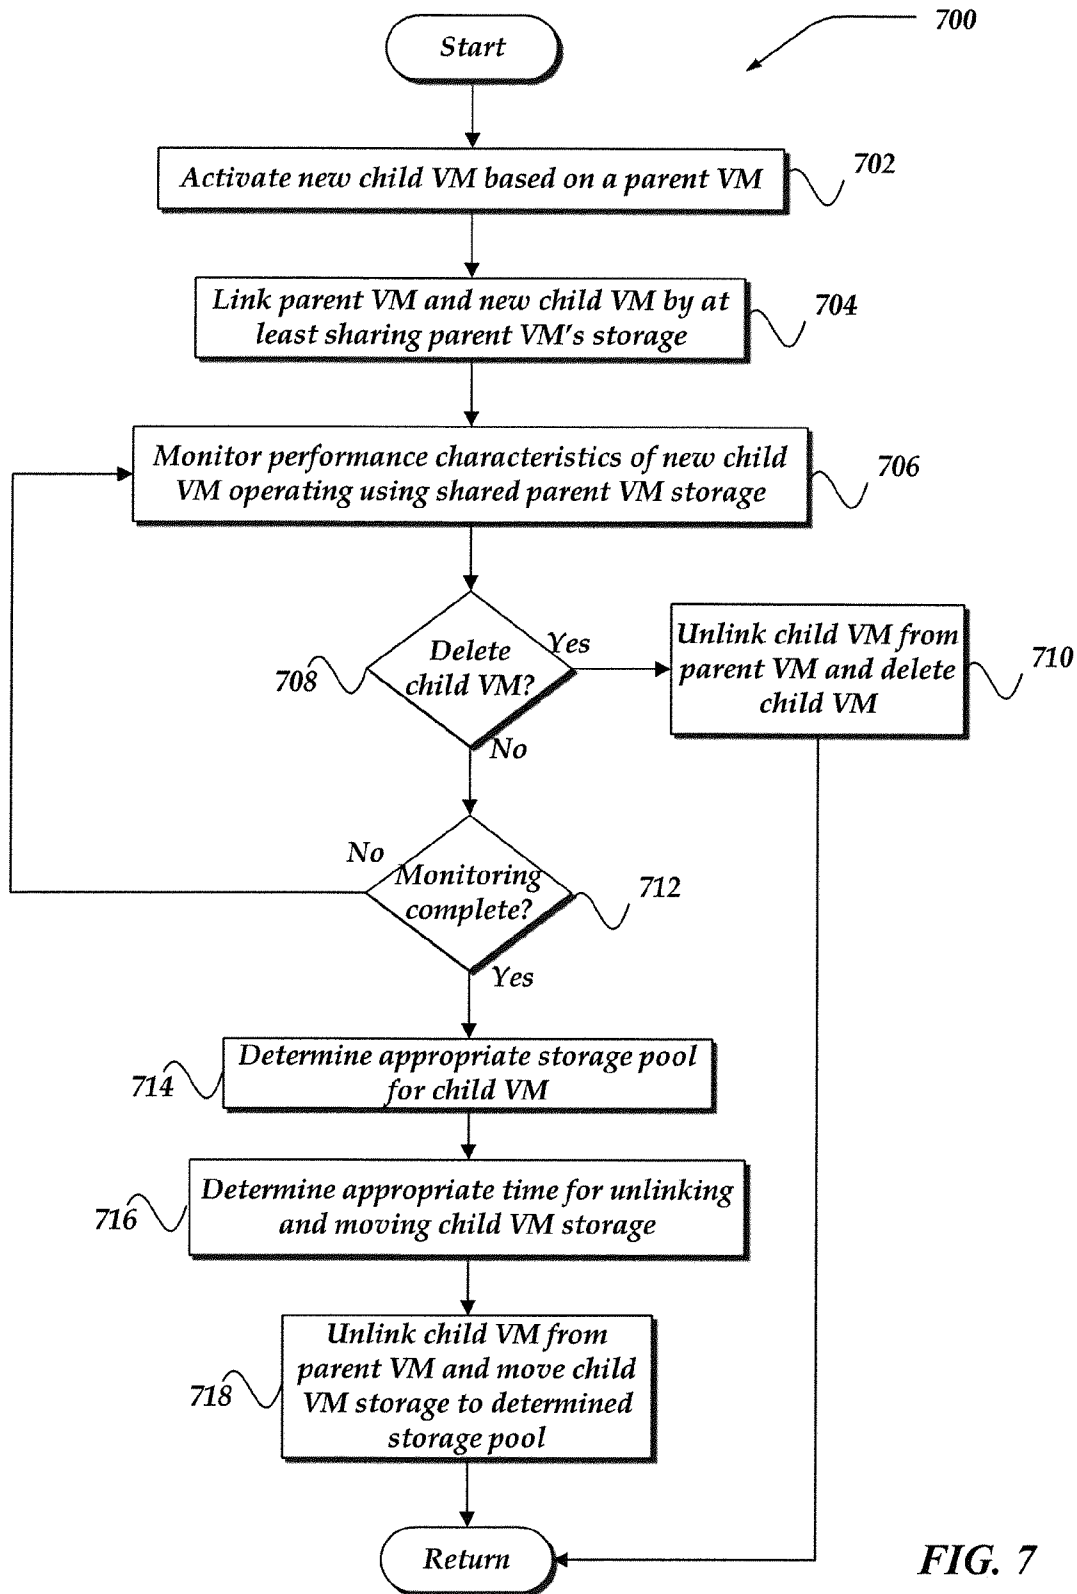 700
Start
Activate new child VM based on a parent VM
702
Link parent VM and new child VM by at
least sharing parent VM's storage
704
Monitor performance characteristics of new child
VM operating using shared parent VM storage
706
Delete
child VM?
708
Yes
No
Unlink child VM from
parent VM and delete
child VM
710
Monitoring
complete?
712
No
Yes
Determine appropriate storage pool
for child VM
714
Determine appropriate time for unlinking
and moving child VM storage
716
Unlink child VM from
parent VM and move child
VM storage to determined
storage pool
718
Return
FIG. 7